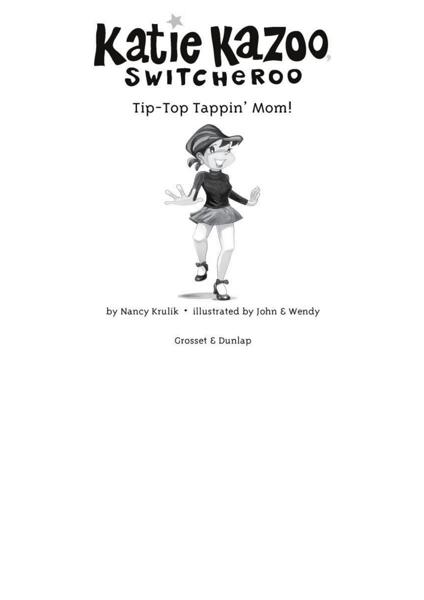 Katie Kazoo,
SWITCHEROO
Tip-Top Tappin’ Mom!
by Nancy Krulik • illustrated by John & Wendy
Grosset & Dunlap